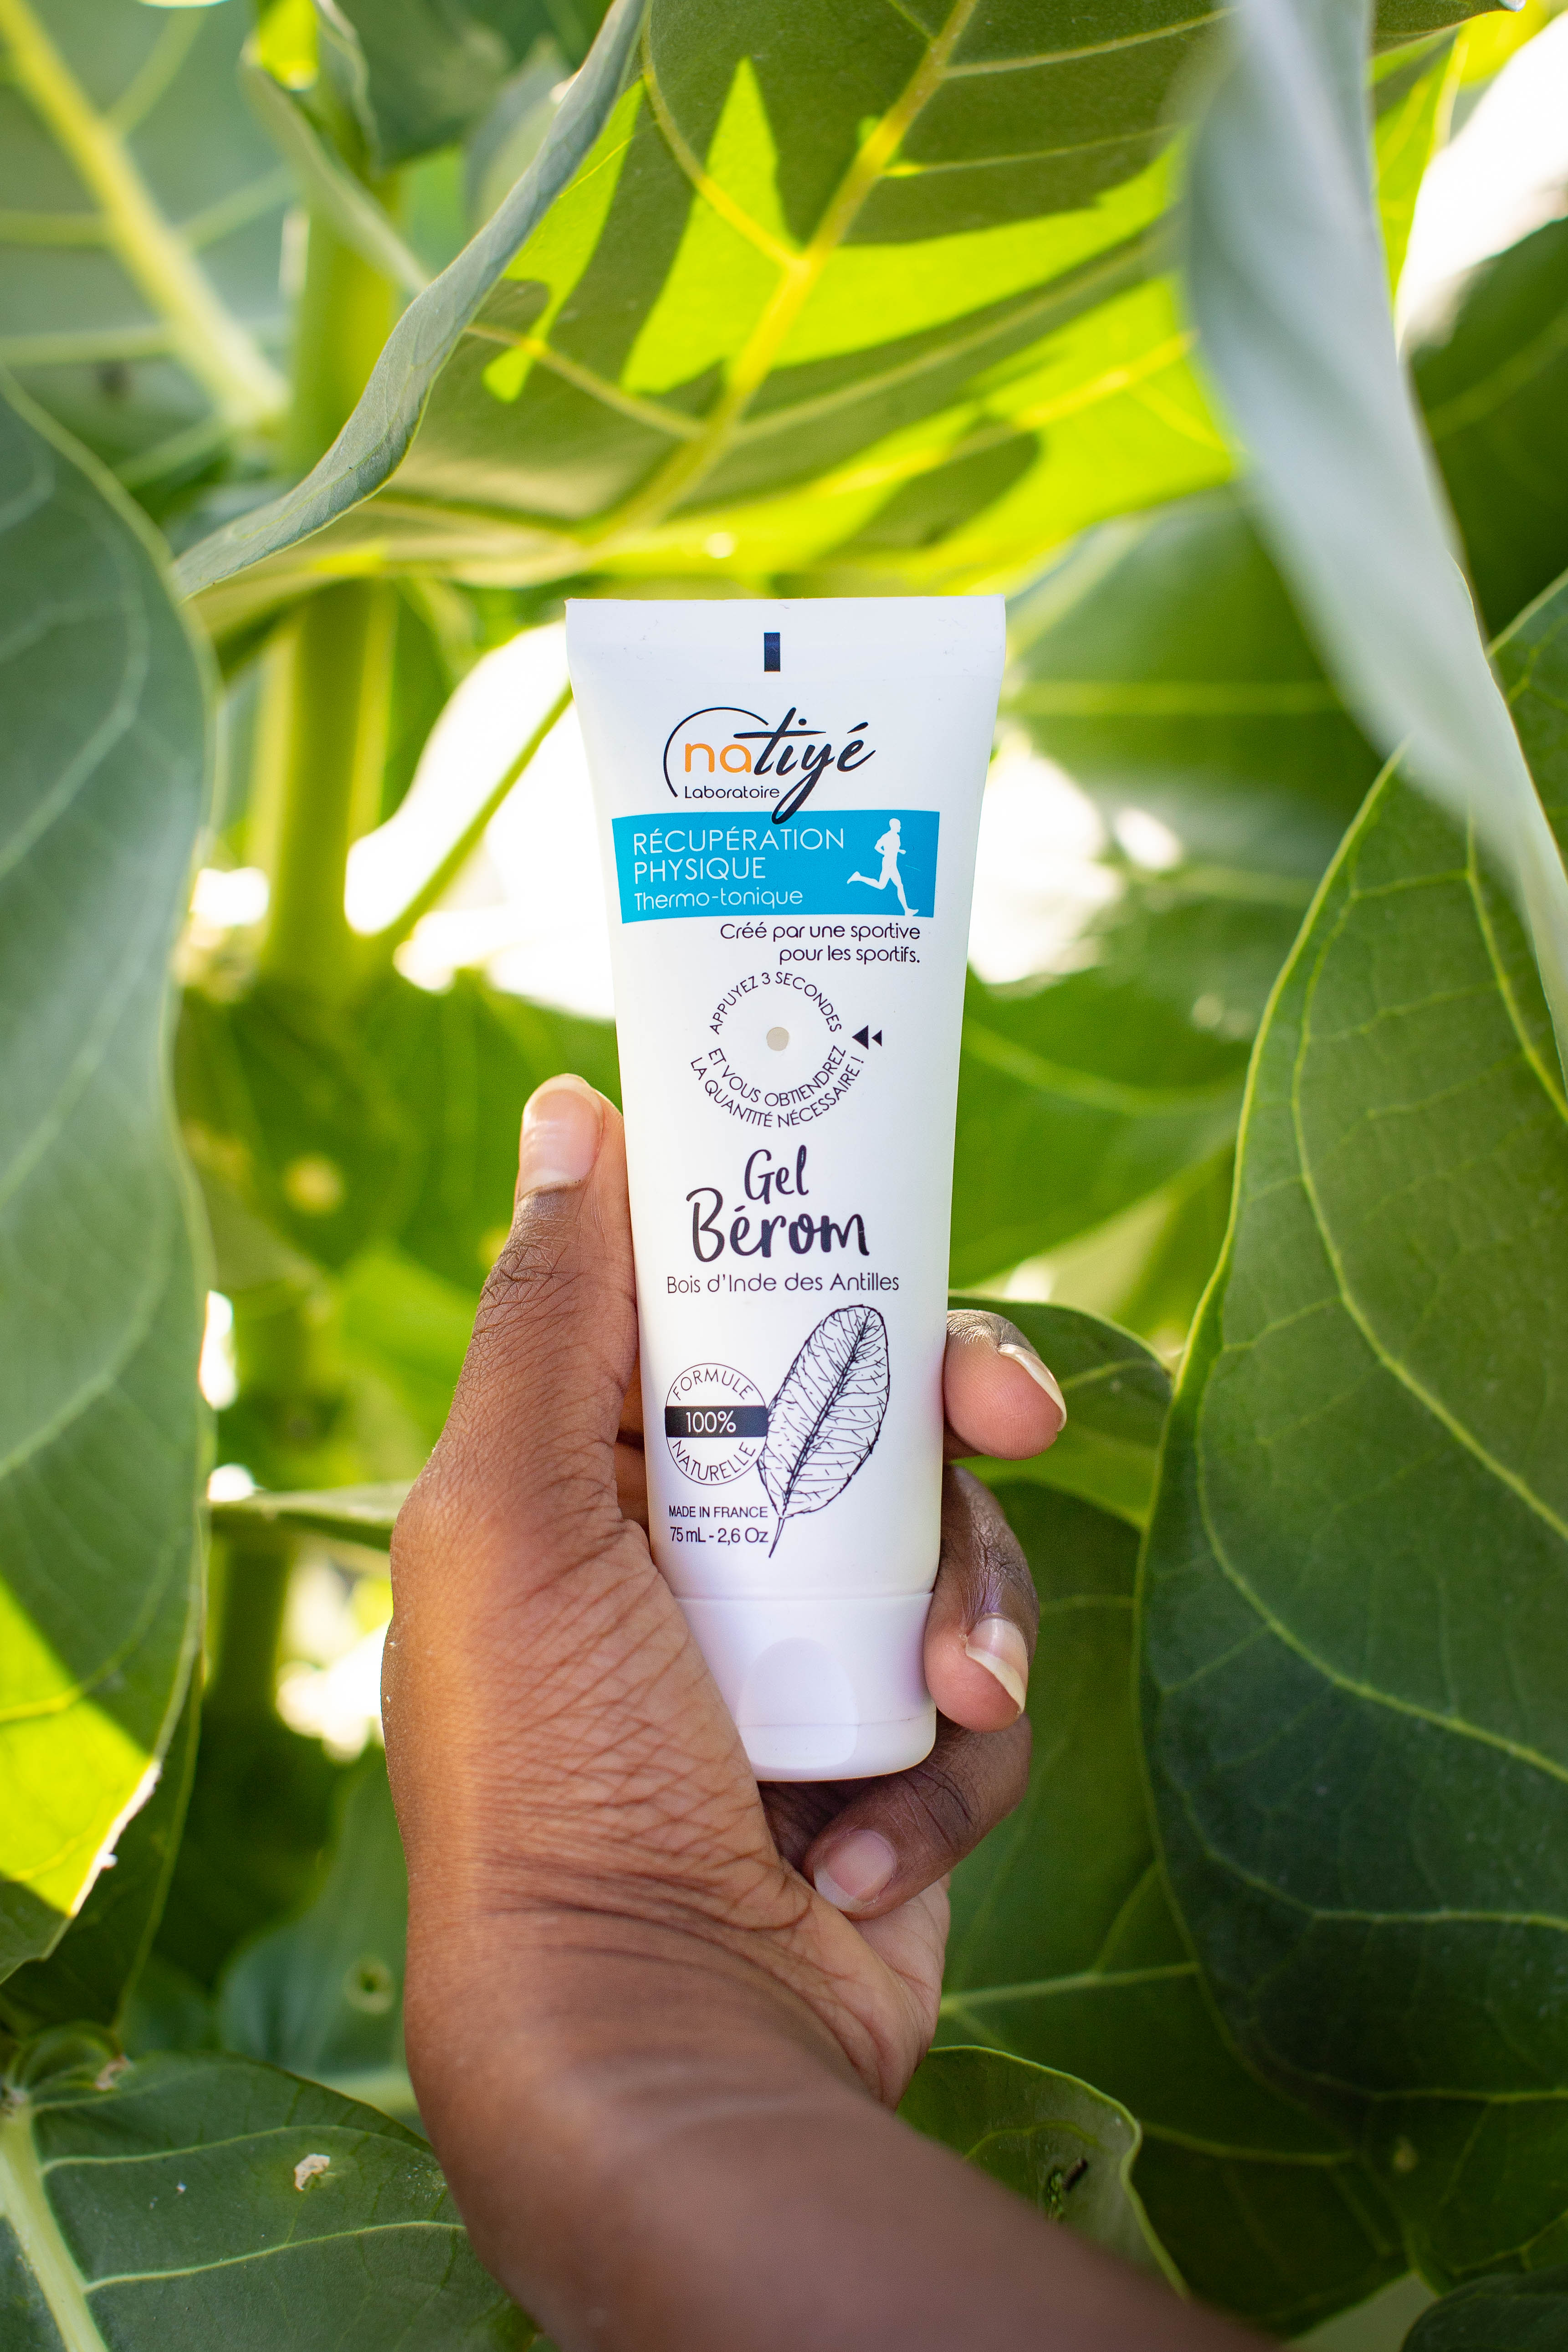 natiyé
Laboratoire
RÉCUPÉRATION
PHYSIQUE
Thermo-tonique
Créé par une sportive
pour les sportifs.
APPUYEZ 3 SECONDES
ET VOUS OBTIENDREZ
LA QUANTITÉ NÉCESSAIRE !
Gel
Bérom
Bois d'Inde des Antilles
FORMULE
100%
NATURELLE
MADE IN FRANCE
75 mL - 2,6 Oz